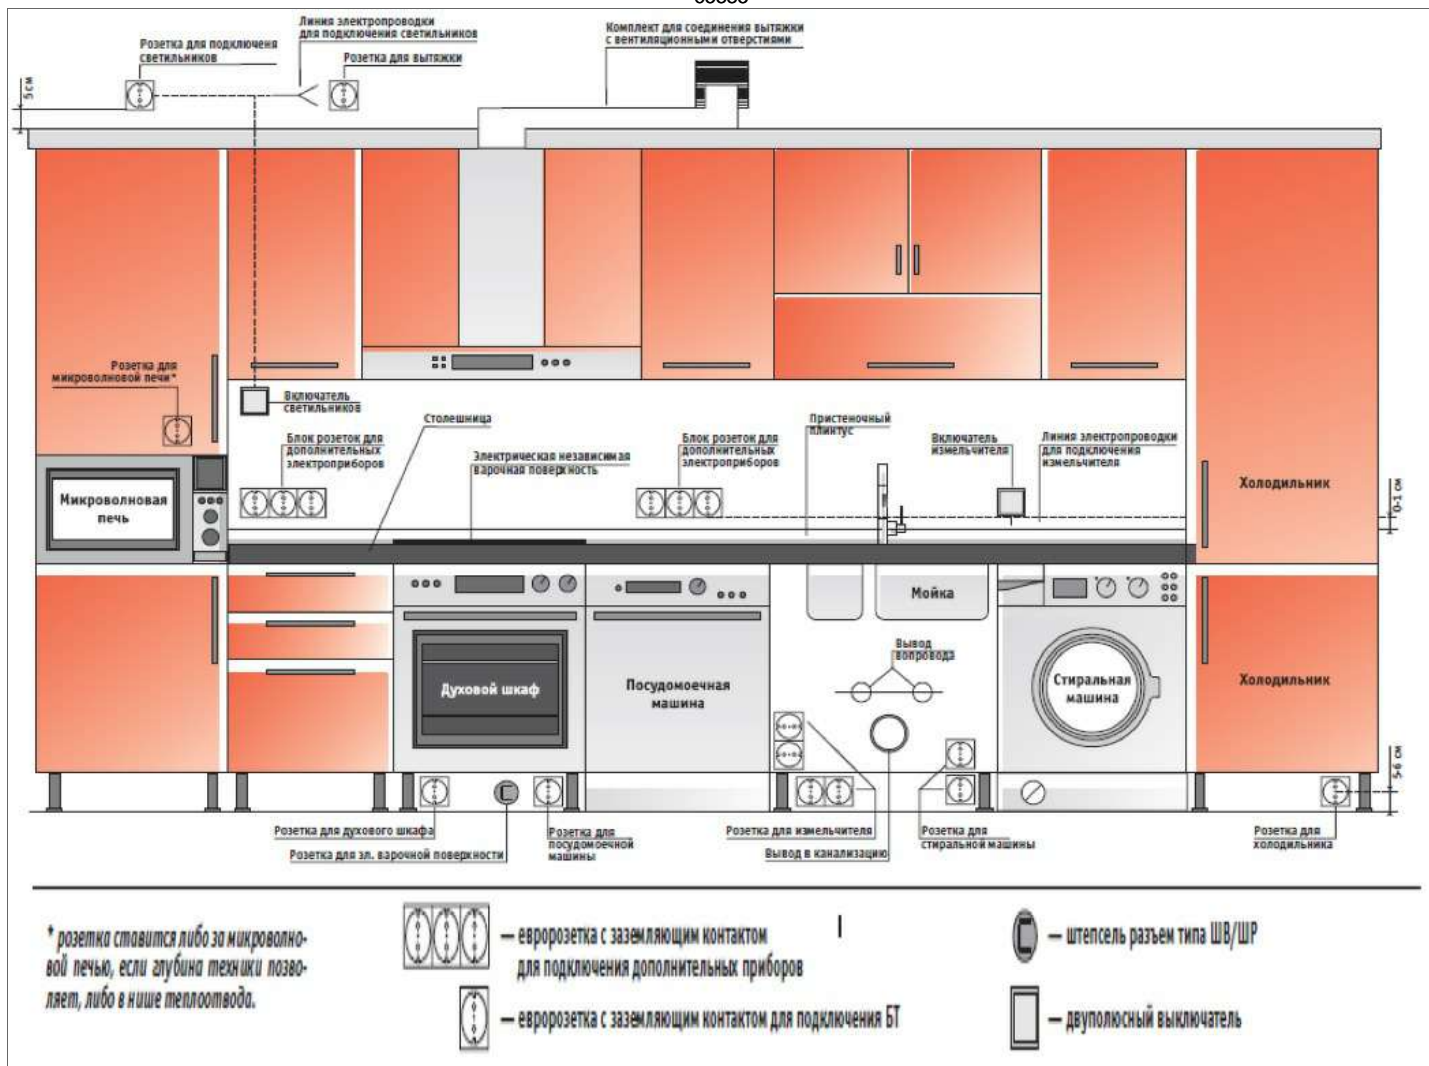 Розетка для подключеня
светильников
Линия электропроводки
для подключения светильников
Розетка для вытяжки
Комплект для соединения вытяжки
с вентиляционными отверстиями
5 см
Розетка для
микроволновой печи*
Включатель
светильников
Столешница
Блок розеток для
дополнительных
электроприборов
Электрическая независимая
варочная поверхность
Блок розеток для
дополнительных
электроприборов
Пристеночный
плинтус
Включатель
измельчителя
Линия электропроводки
для подключения
измельчителя
Холодильник
0-1 см
Микроволновая
печь
Мойка
Вывод
вопровода
Духовой шкаф
Посудомоечная
машина
Стиральная
машина
Холодильник
5-6 см
Розетка для духового шкафа
Розетка для эл. варочной поверхности
Розетка для
посудомоечной
машины
Розетка для измельчителя
Вывод в канализацию
Розетка для
стиральной машины
Розетка для
холодильника
* розетка ставится либо за микроволно-
вой печью, если глубина техники позво-
ляет, либо в нише теплоотвода.
— евророзетка с заземляющим контактом
для подключения дополнительных приборов
— евророзетка с заземляющим контактом для подключения БТ
— штепсель разъем типа ШВ/ШР
— двуполюсный выключатель